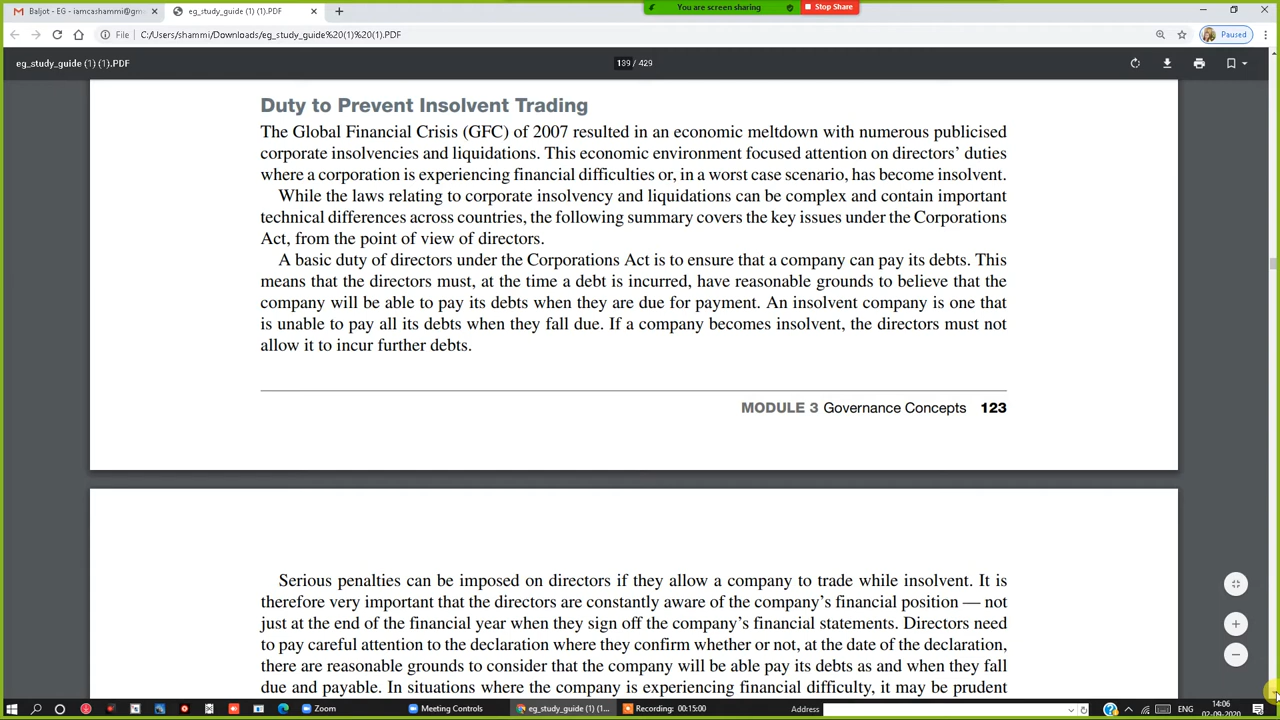 Baljot - EG - iamcashammi@gm
eg_study_guide (1) (1).PDF
You are screen sharing
Stop Share
File C:/Users/shammi/Downloads/eg_study_guide%20(1)%20(1).PDF
Paused
eg_study_guide (1) (1).PDF
139 / 429
Duty to Prevent Insolvent Trading
The Global Financial Crisis (GFC) of 2007 resulted in an economic meltdown with numerous publicised
corporate insolvencies and liquidations. This economic environment focused attention on directors' duties
where a corporation is experiencing financial difficulties or, in a worst case scenario, has become insolvent.
While the laws relating to corporate insolvency and liquidations can be complex and contain important
technical differences across countries, the following summary covers the key issues under the Corporations
Act, from the point of view of directors.
A basic duty of directors under the Corporations Act is to ensure that a company can pay its debts. This
means that the directors must, at the time a debt is incurred, have reasonable grounds to believe that the
company will be able to pay its debts when they are due for payment. An insolvent company is one that
is unable to pay all its debts when they fall due. If a company becomes insolvent, the directors must not
allow it to incur further debts.
MODULE 3 Governance Concepts 123
Serious penalties can be imposed on directors if they allow a company to trade while insolvent. It is
therefore very important that the directors are constantly aware of the company's financial position — not
just at the end of the financial year when they sign off the company's financial statements. Directors need
to pay careful attention to the declaration where they confirm whether or not, at the date of the declaration,
there are reasonable grounds to consider that the company will be able pay its debts as and when they fall
due and payable. In situations where the company is experiencing financial difficulty, it may be prudent
Zoom
Meeting Controls
eg_study_guide (1) (1...
Recording: 00:15:00
Address
ENG
14:06
02-09-2020